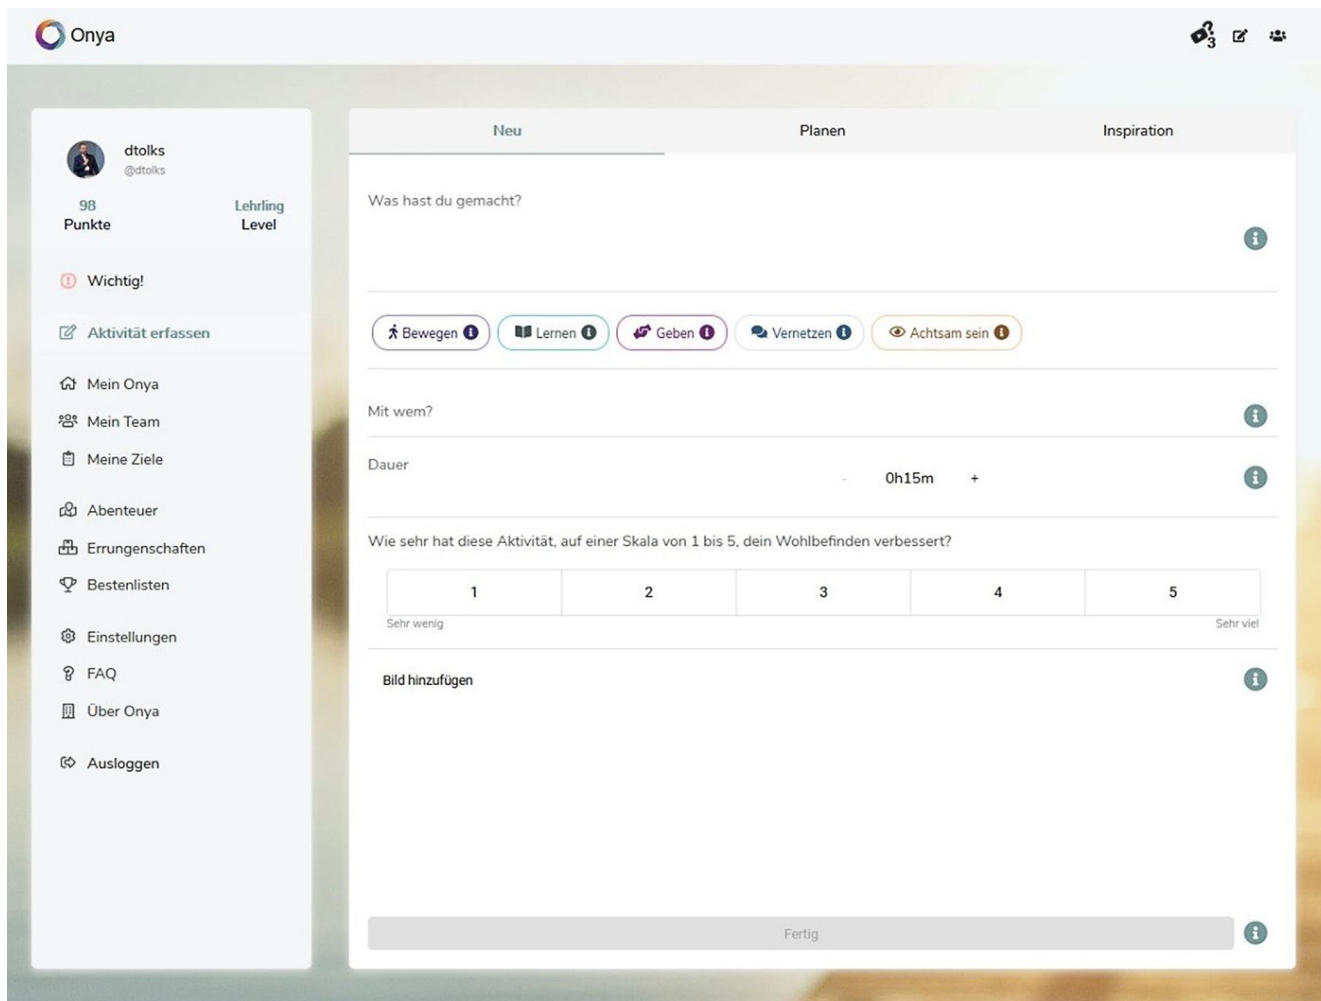 Onya
3
dtolks
@dtolks
98
Punkte
Lehrling
Level
Wichtig!
Aktivität erfassen
Mein Onya
Mein Team
Meine Ziele
Abenteuer
Errungenschaften
Bestenlisten
Einstellungen
FAQ
Über Onya
Ausloggen
Neu Planen Inspiration
Was hast du gemacht?
Bewegen Lernen Geben Vernetzen Achtsam sein
Mit wem?
Dauer
- 0h15m +
Wie sehr hat diese Aktivität, auf einer Skala von 1 bis 5, dein Wohlbefinden verbessert?
1 2 3 4 5
Sehr wenig Sehr viel
Bild hinzufügen
Fertig